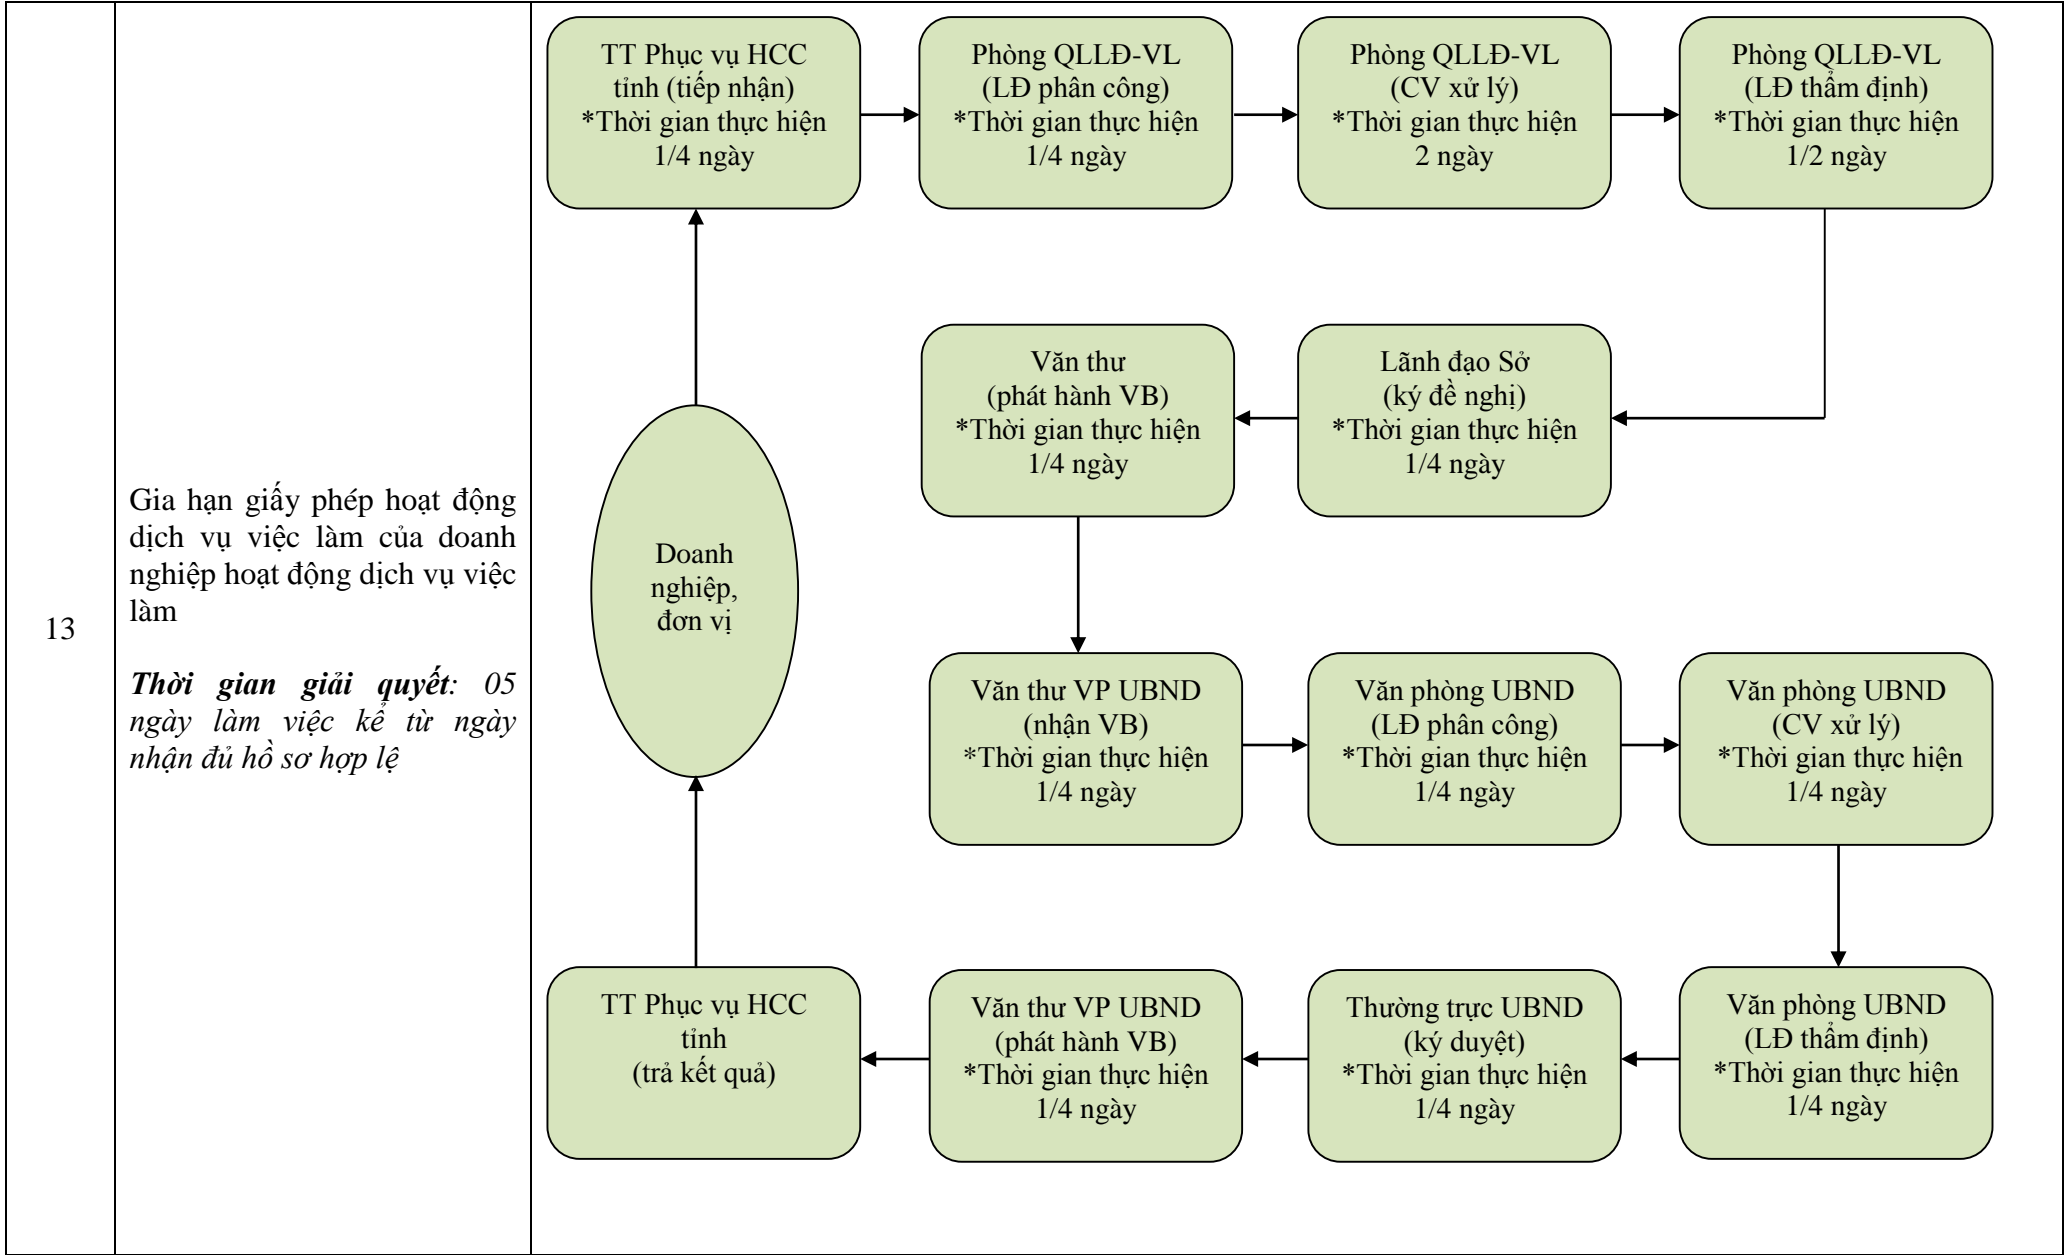 13
Gia hạn giấy phép hoạt động
dịch vụ việc làm của doanh
nghiệp hoạt động dịch vụ việc
làm
Thời gian giải quyết: 05
ngày làm việc kể từ ngày
nhận đủ hồ sơ hợp lệ
TT Phục vụ HCC
tỉnh (tiếp nhận)
*Thời gian thực hiện
1/4 ngày
Phòng QLLĐ-VL
(LĐ phân công)
*Thời gian thực hiện
1/4 ngày
Phòng QLLĐ-VL
(CV xử lý)
*Thời gian thực hiện
2 ngày
Phòng QLLĐ-VL
(LĐ thẩm định)
*Thời gian thực hiện
1/2 ngày
Lãnh đạo Sở
(ký đề nghị)
*Thời gian thực hiện
1/4 ngày
Văn thư
(phát hành VB)
*Thời gian thực hiện
1/4 ngày
Văn thư VP UBND
(nhận VB)
*Thời gian thực hiện
1/4 ngày
Văn phòng UBND
(LĐ phân công)
*Thời gian thực hiện
1/4 ngày
Văn phòng UBND
(CV xử lý)
*Thời gian thực hiện
1/4 ngày
Văn phòng UBND
(LĐ thẩm định)
*Thời gian thực hiện
1/4 ngày
Thường trực UBND
(ký duyệt)
*Thời gian thực hiện
1/4 ngày
Văn thư VP UBND
(phát hành VB)
*Thời gian thực hiện
1/4 ngày
TT Phục vụ HCC
tỉnh
(trả kết quả)
Doanh
nghiệp,
đơn vị